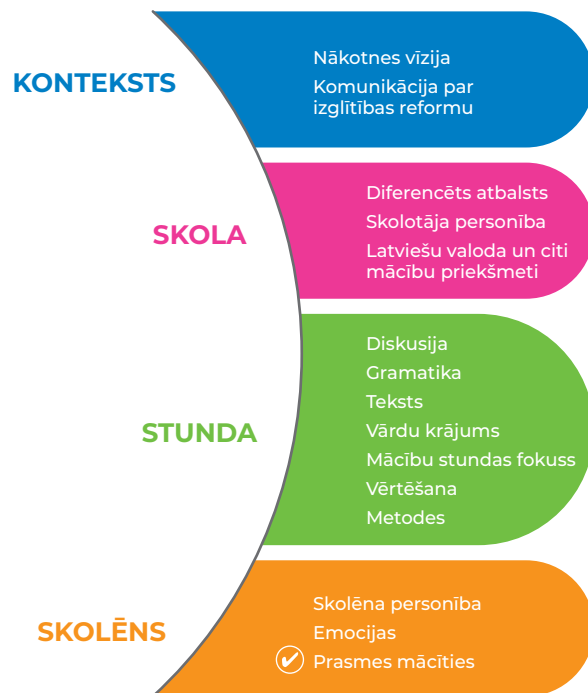 KONTEKSTS
Nākotnes vīzija
Komunikācija par
izglītības reformu
SKOLA
Diferencēts atbalsts
Skolotāja personība
Latviešu valoda un citi
mācību priekšmeti
STUNDA
Diskusija
Gramatika
Teksts
Vārdu krājums
Mācību stundas fokuss
Vērtēšana
Metodes
SKOLĒNS
Skolēna personība
Emocijas
Prasmes mācīties